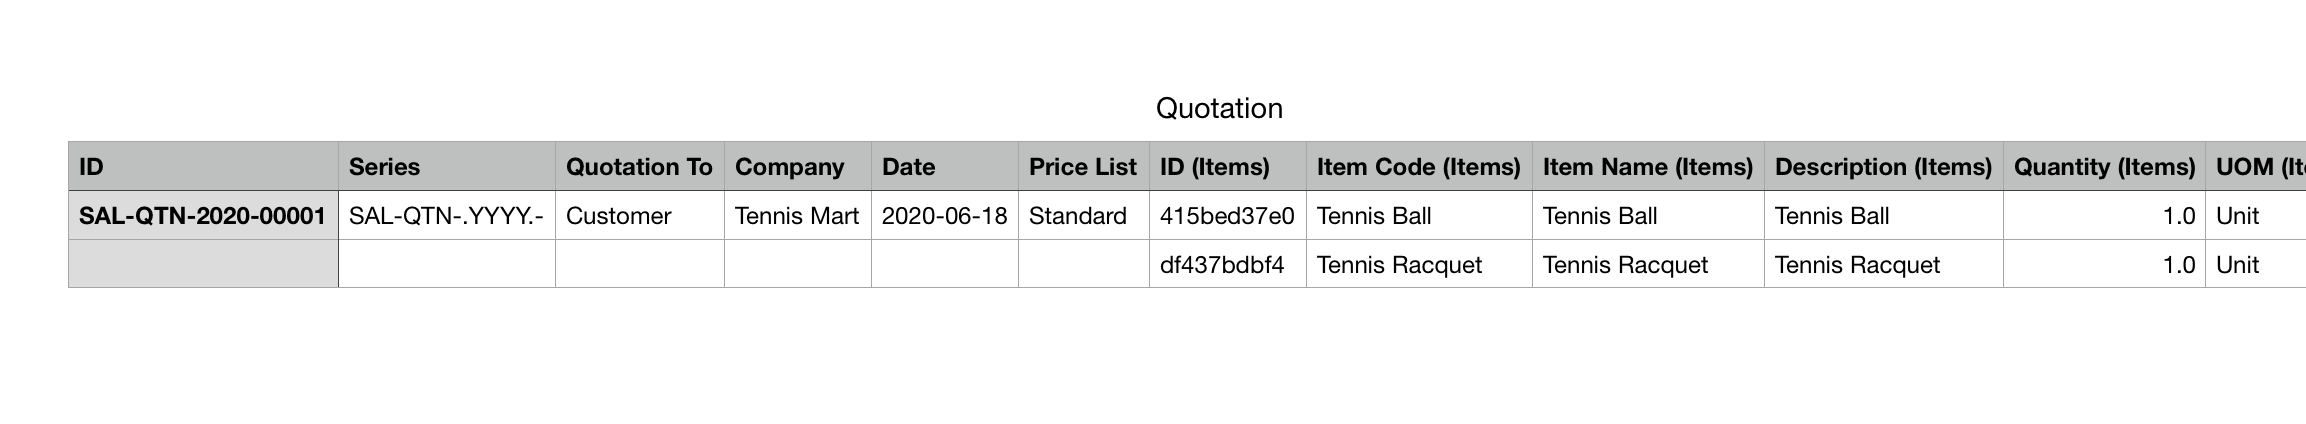 Quotation
ID Series Quotation To Company Date Price List ID (Items) Item Code (Items) Item Name (Items) Description (Items) Quantity (Items) UOM
SAL-QTN-2020-00001 SAL-QTN-.YYYY.- Customer Tennis Mart 2020-06-18 Standard 415bed37e0 Tennis Ball Tennis Ball Tennis Ball 1.0 Unit
df437bdbf4 Tennis Racquet Tennis Racquet Tennis Racquet 1.0 Unit